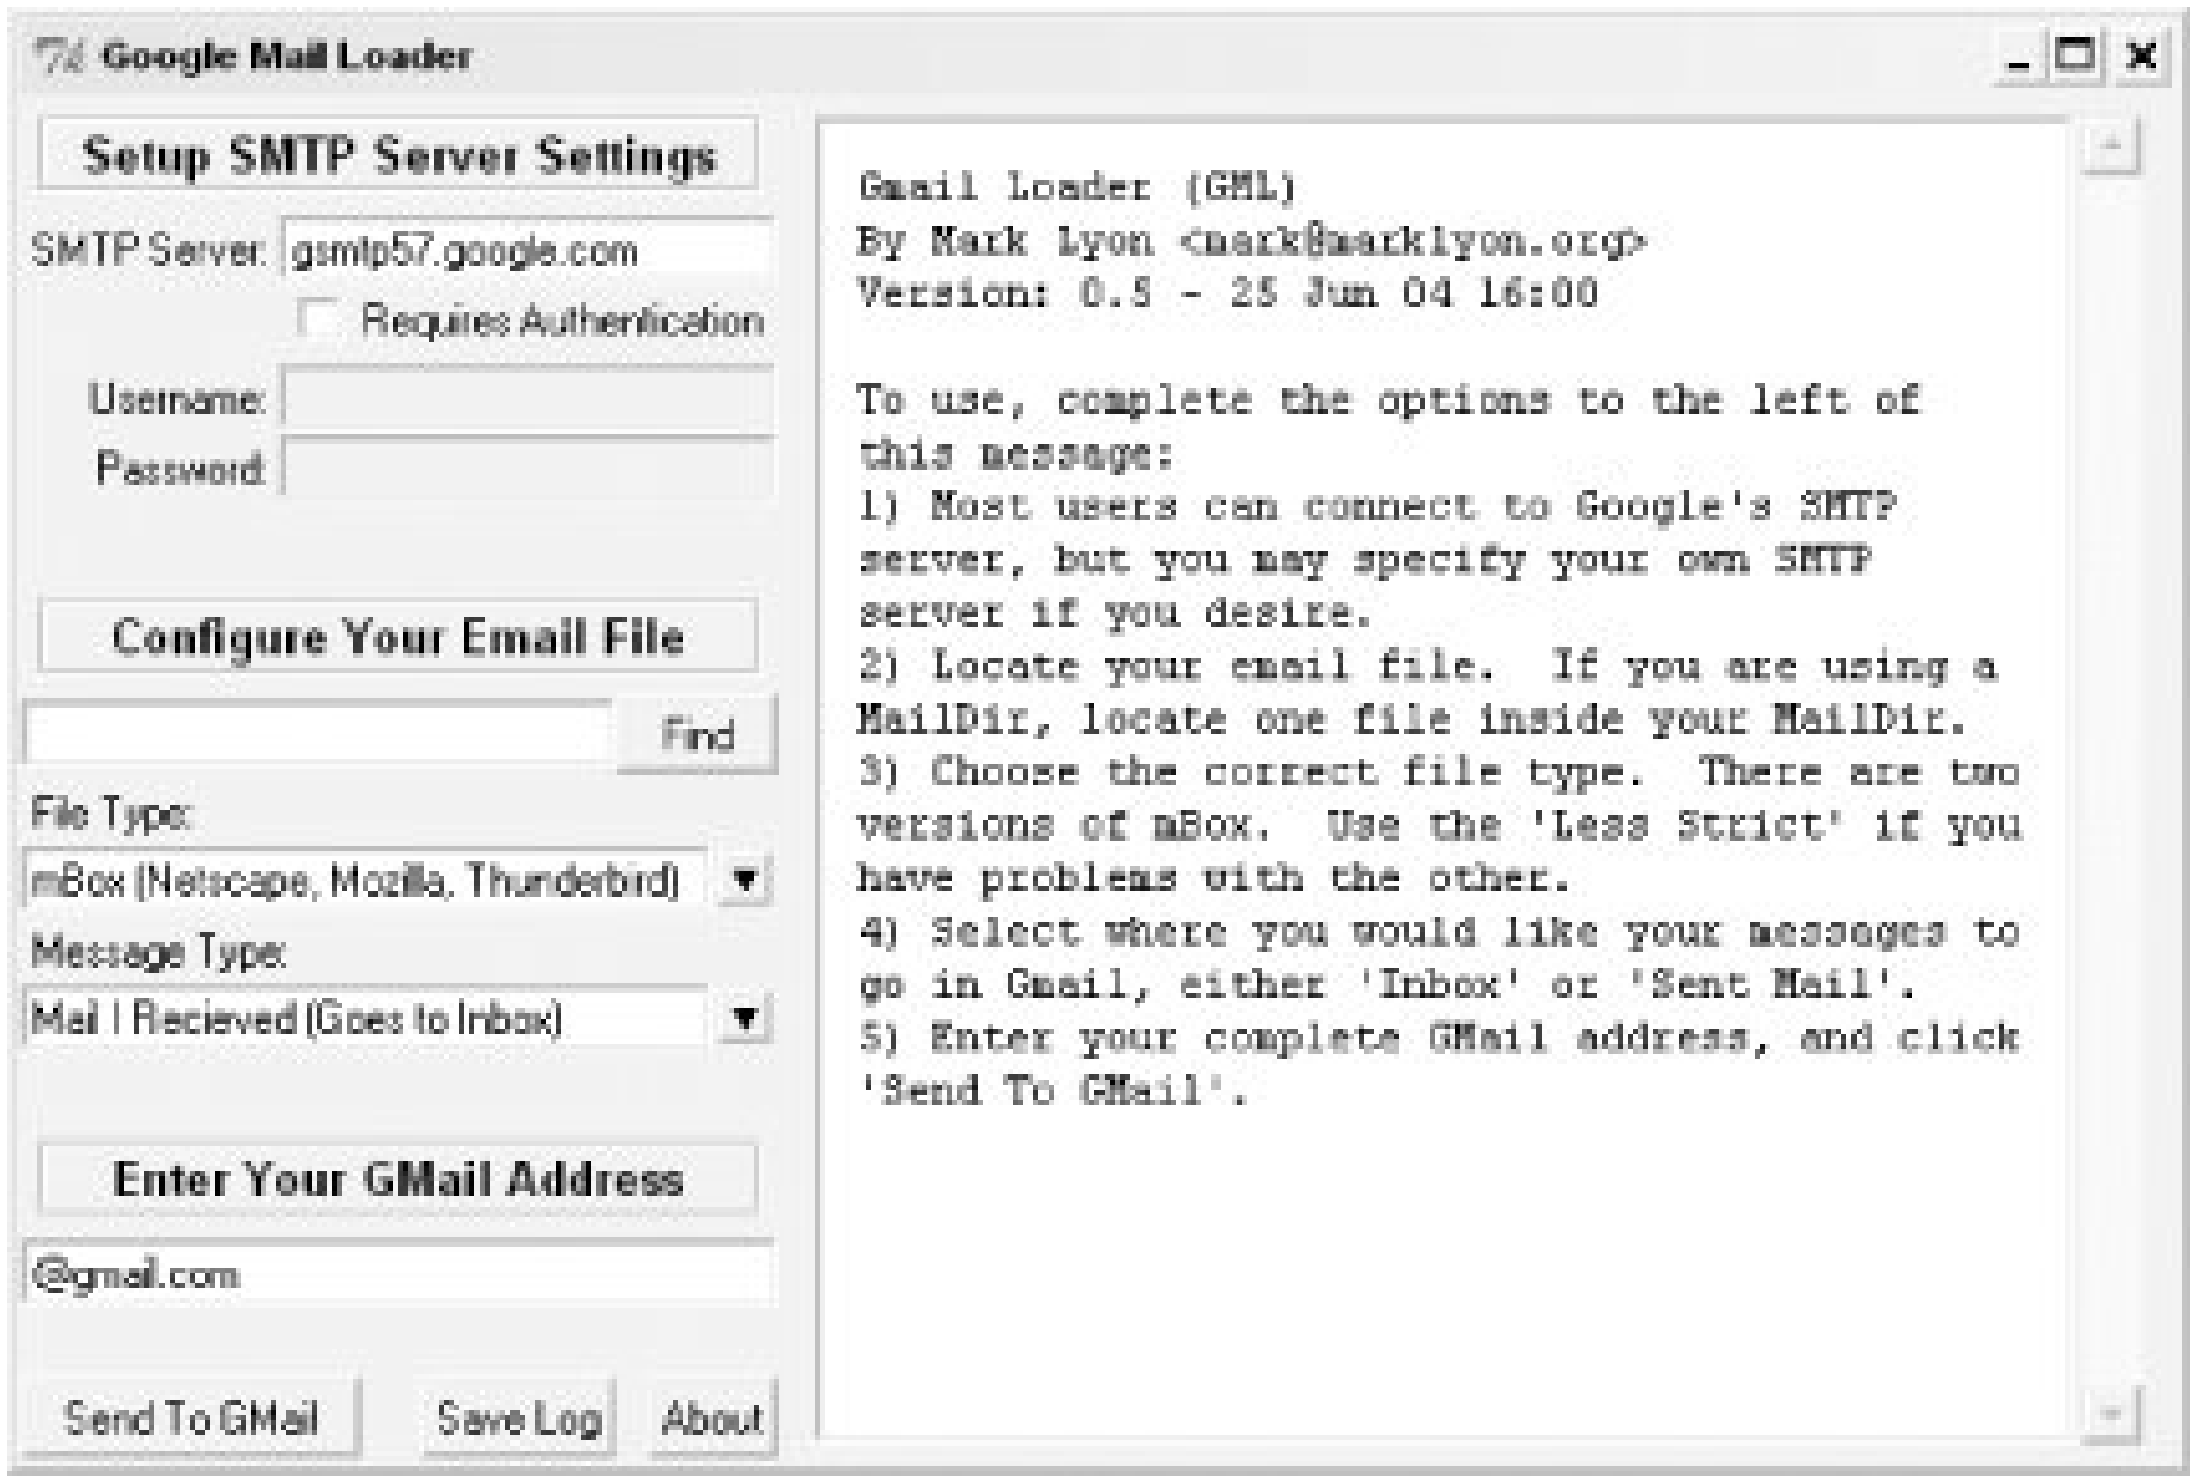 Google Mail Loader
Setup SMTP Server Settings
SMTP Server: gsmtp57.google.com
Requires Authentication
Username:
Password:
Configure Your Email File
Find
File Type:
mBox (Netscape, Mozilla, Thunderbird)
Message Type:
Mail I Recieved (Goes to Inbox)
Enter Your GMail Address
@gmail.com
Send To GMail
Save Log
About
Gmail Loader (GML)
By Mark Lyon <mark@marklyon.org>
Version: 0.5 - 25 Jun 04 16:00
To use, complete the options to the left of
this message:
1) Most users can connect to Google's SMTP
server, but you may specify your own SMTP
server if you desire.
2) Locate your email file.  If you are using a
MailDir, locate one file inside your MailDir.
3) Choose the correct file type.  There are two
versions of mBox.  Use the 'Less Strict' if you
have problems with the other.
4) Select where you would like your messages to
go in Gmail, either 'Inbox' or 'Sent Mail'.
5) Enter your complete GMail address, and click
'Send To GMail'.